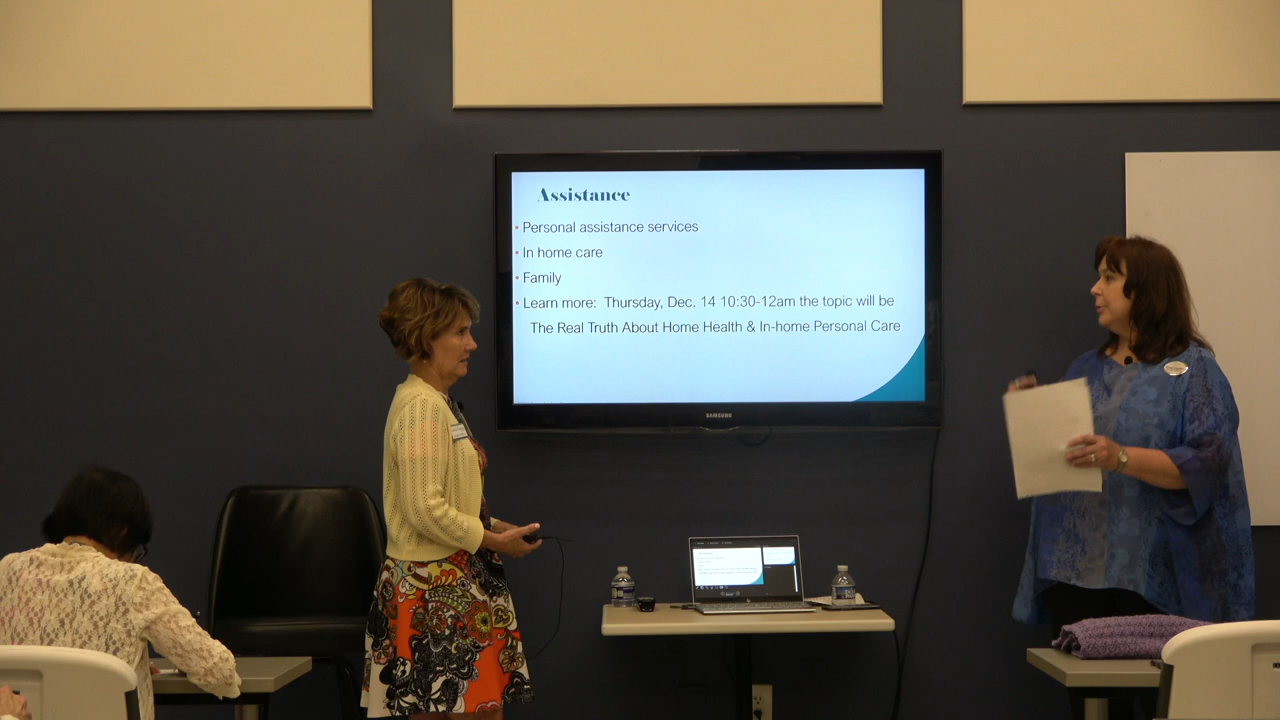 Assistance
• Personal assistance services
• In home care
• Family
• Learn more: Thursday, Dec. 14 10:30-12am the topic will be
The Real Truth About Home Health & In-home Personal Care
SAMSUNG